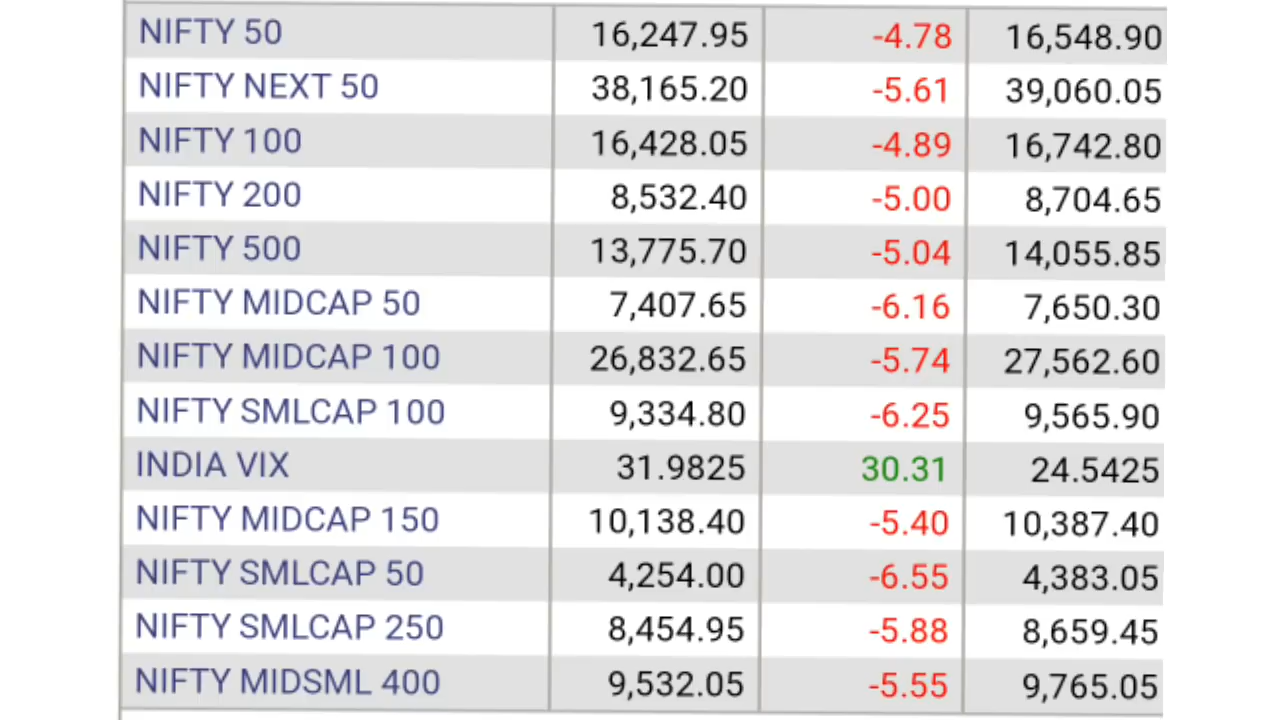 NIFTY 50 16,247.95 -4.78 16,548.90
NIFTY NEXT 50 38,165.20 -5.61 39,060.05
NIFTY 100 16,428.05 -4.89 16,742.80
NIFTY 200 8,532.40 -5.00 8,704.65
NIFTY 500 13,775.70 -5.04 14,055.85
NIFTY MIDCAP 50 7,407.65 -6.16 7,650.30
NIFTY MIDCAP 100 26,832.65 -5.74 27,562.60
NIFTY SMLCAP 100 9,334.80 -6.25 9,565.90
INDIA VIX 31.9825 30.31 24.5425
NIFTY MIDCAP 150 10,138.40 -5.40 10,387.40
NIFTY SMLCAP 50 4,254.00 -6.55 4,383.05
NIFTY SMLCAP 250 8,454.95 -5.88 8,659.45
NIFTY MIDSML 400 9,532.05 -5.55 9,765.05